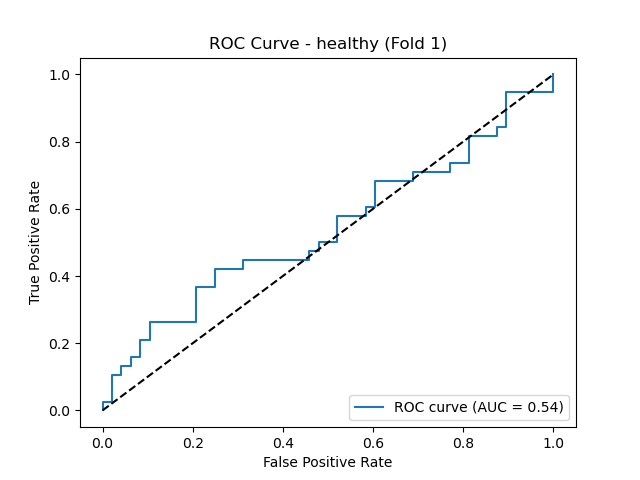 ROC Curve - healthy (Fold 1)
True Positive Rate
1.0
0.8
0.6
0.4
0.2
0.0
ROC curve (AUC = 0.54)
0.0 0.2 0.4 0.6 0.8 1.0
False Positive Rate